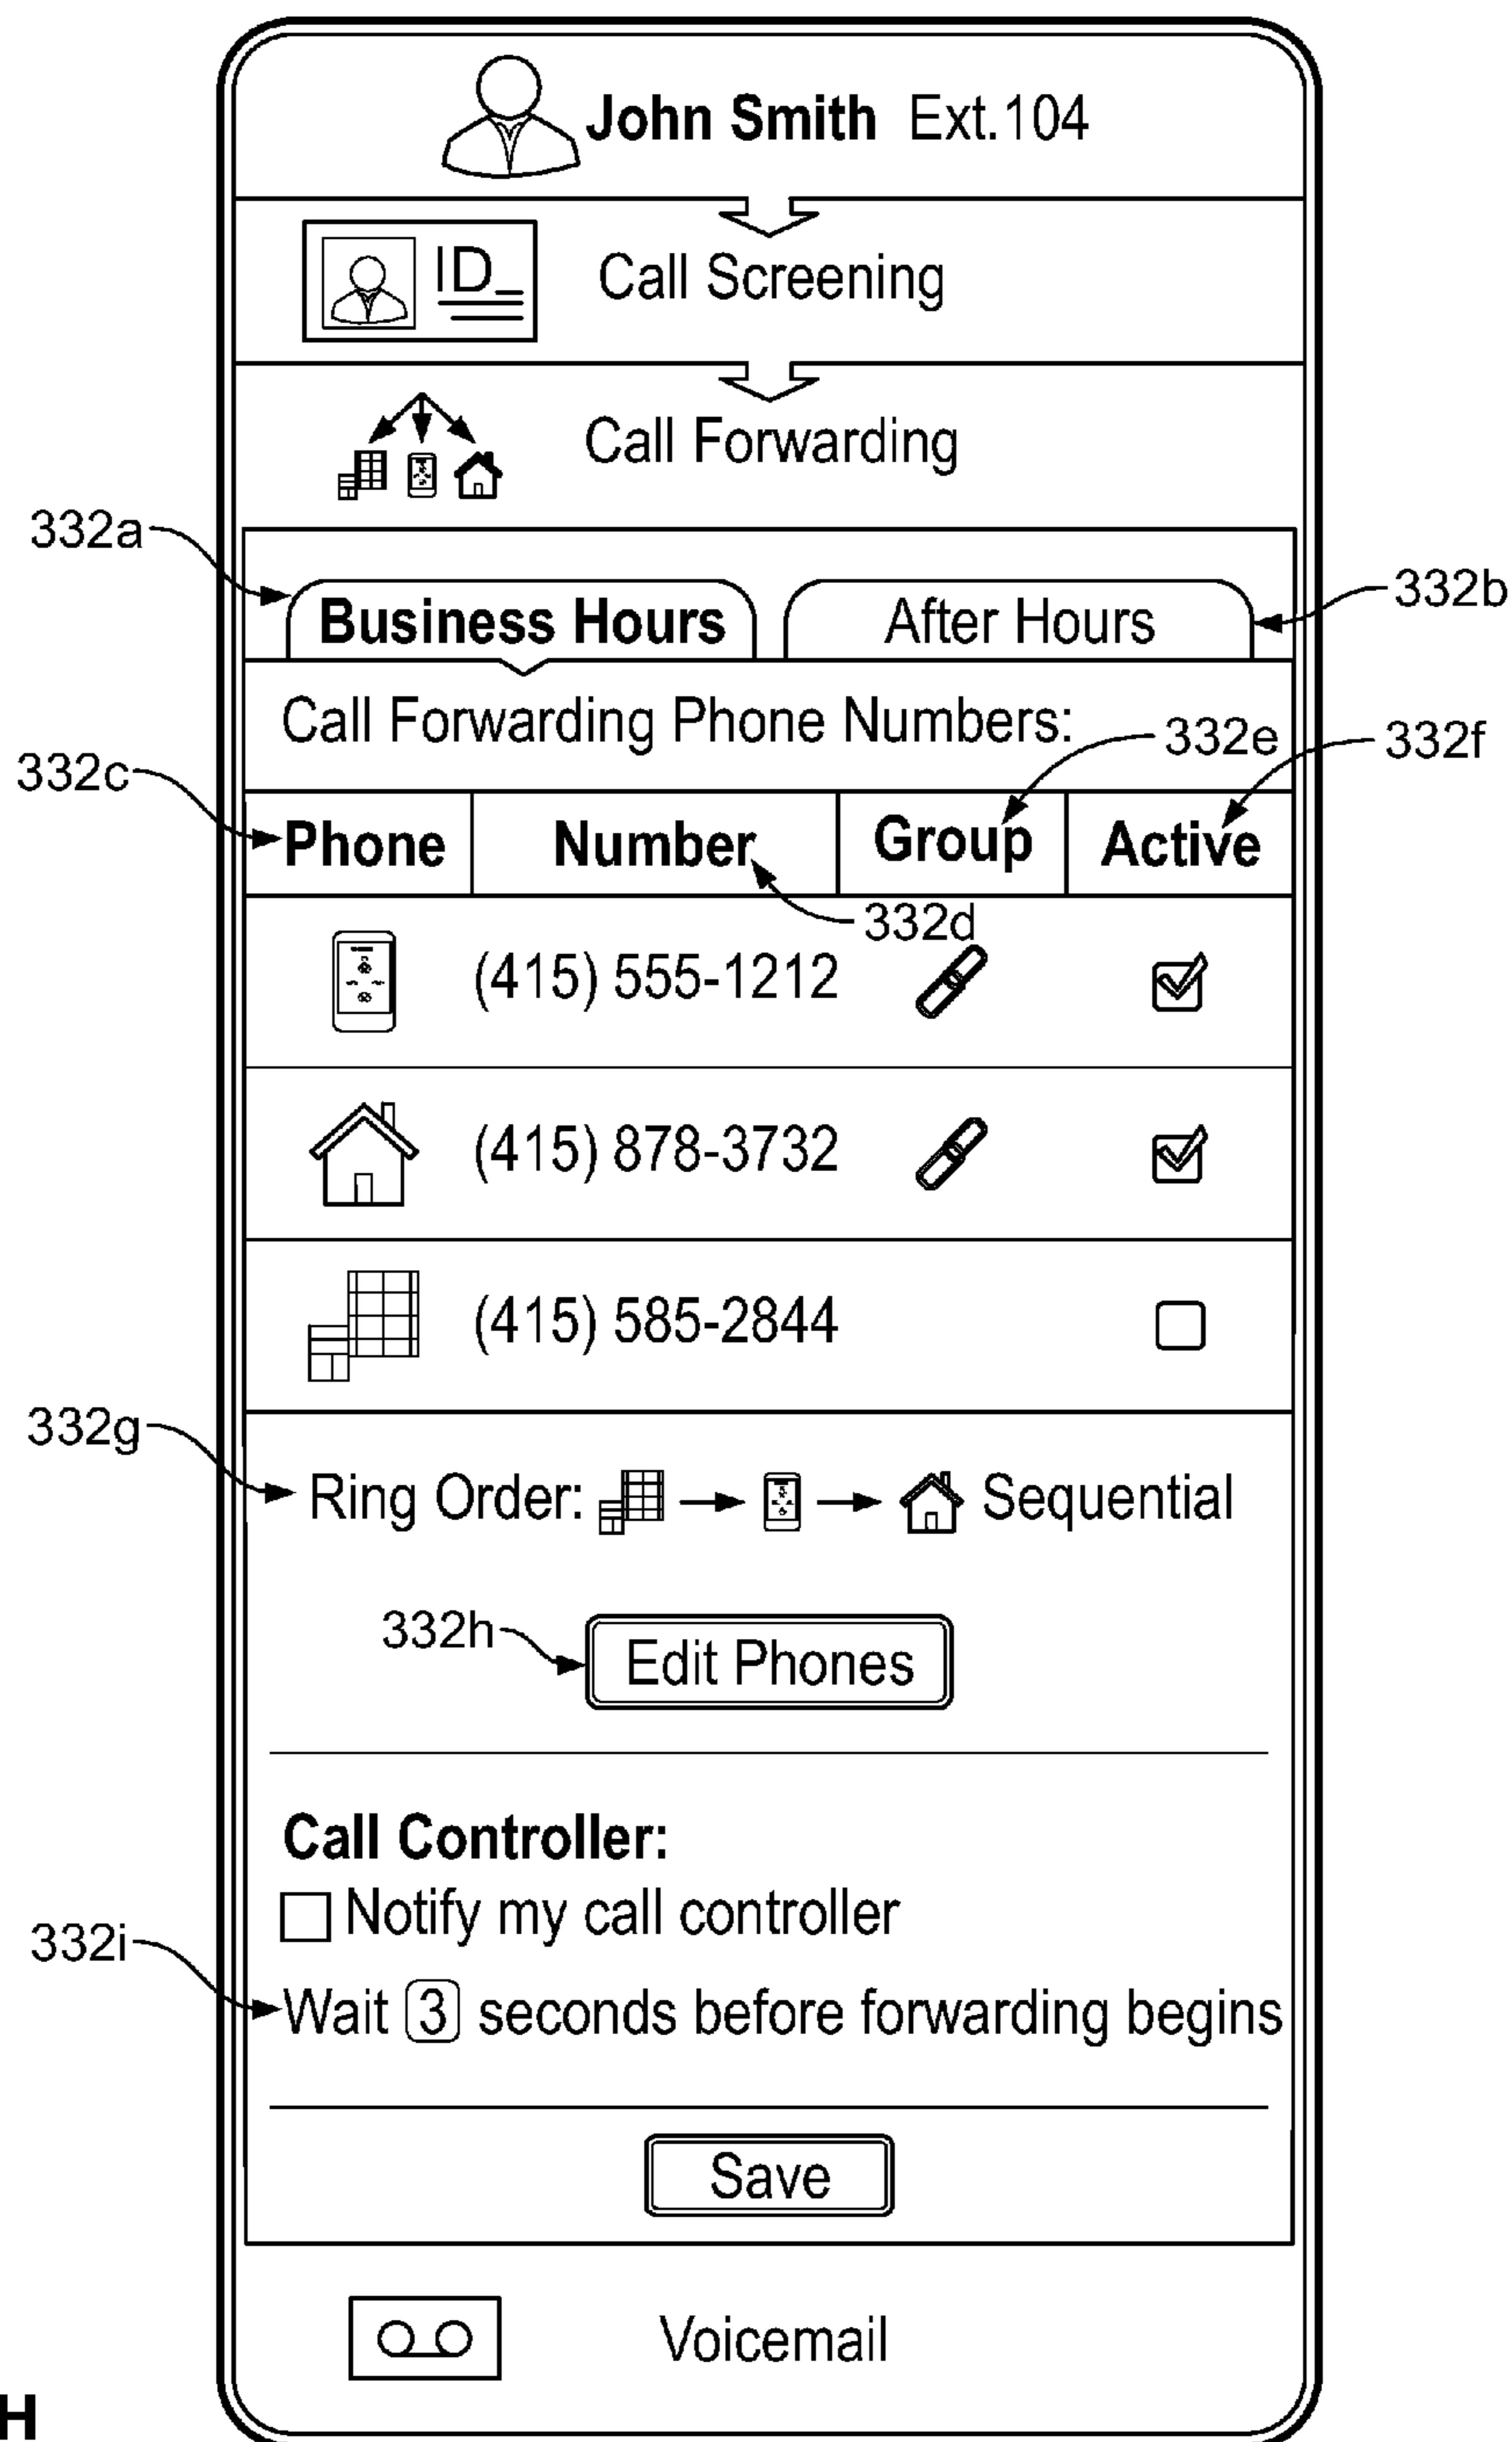 John Smith Ext.104
ID
Call Screening
Call Forwarding
332a
332b
Business Hours After Hours
Call Forwarding Phone Numbers:
332e
332f
332c
Phone Number Group Active
332d
(415) 555-1212
(415) 878-3732
(415) 585-2844
332g
Ring Order: Sequential
332h
Edit Phones
Call Controller:
Notify my call controller
332i
Wait 3 seconds before forwarding begins
Save
Voicemail
H